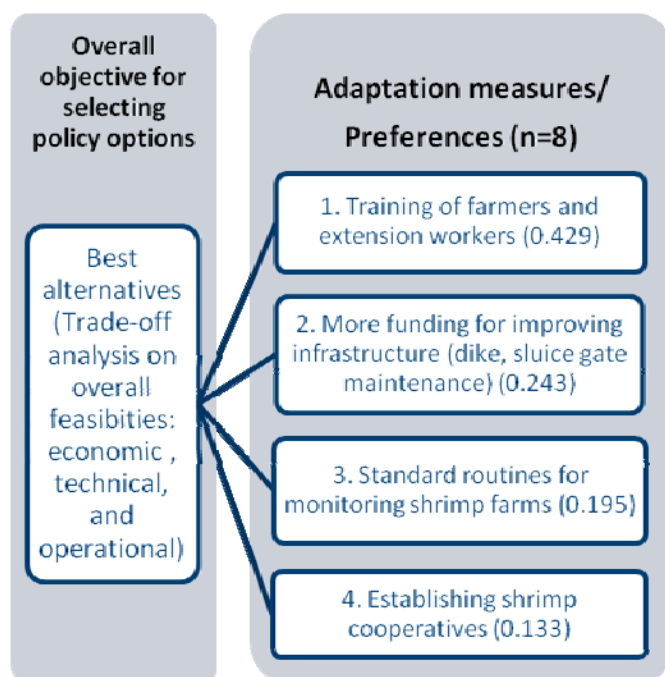 Overall
objective for
selecting
policy options
Best
alternatives
(Trade-off
analysis on
overall
feasibities:
economic ,
technical,
and
operational)
Adaptation measures/
Preferences (n=8)
1. Training of farmers and
extension workers (0.429)
2. More funding for improving
infrastructure (dike, sluice gate
maintenance) (0.243)
3. Standard routines for
monitoring shrimp farms (0.195)
4. Establishing shrimp
cooperatives (0.133)